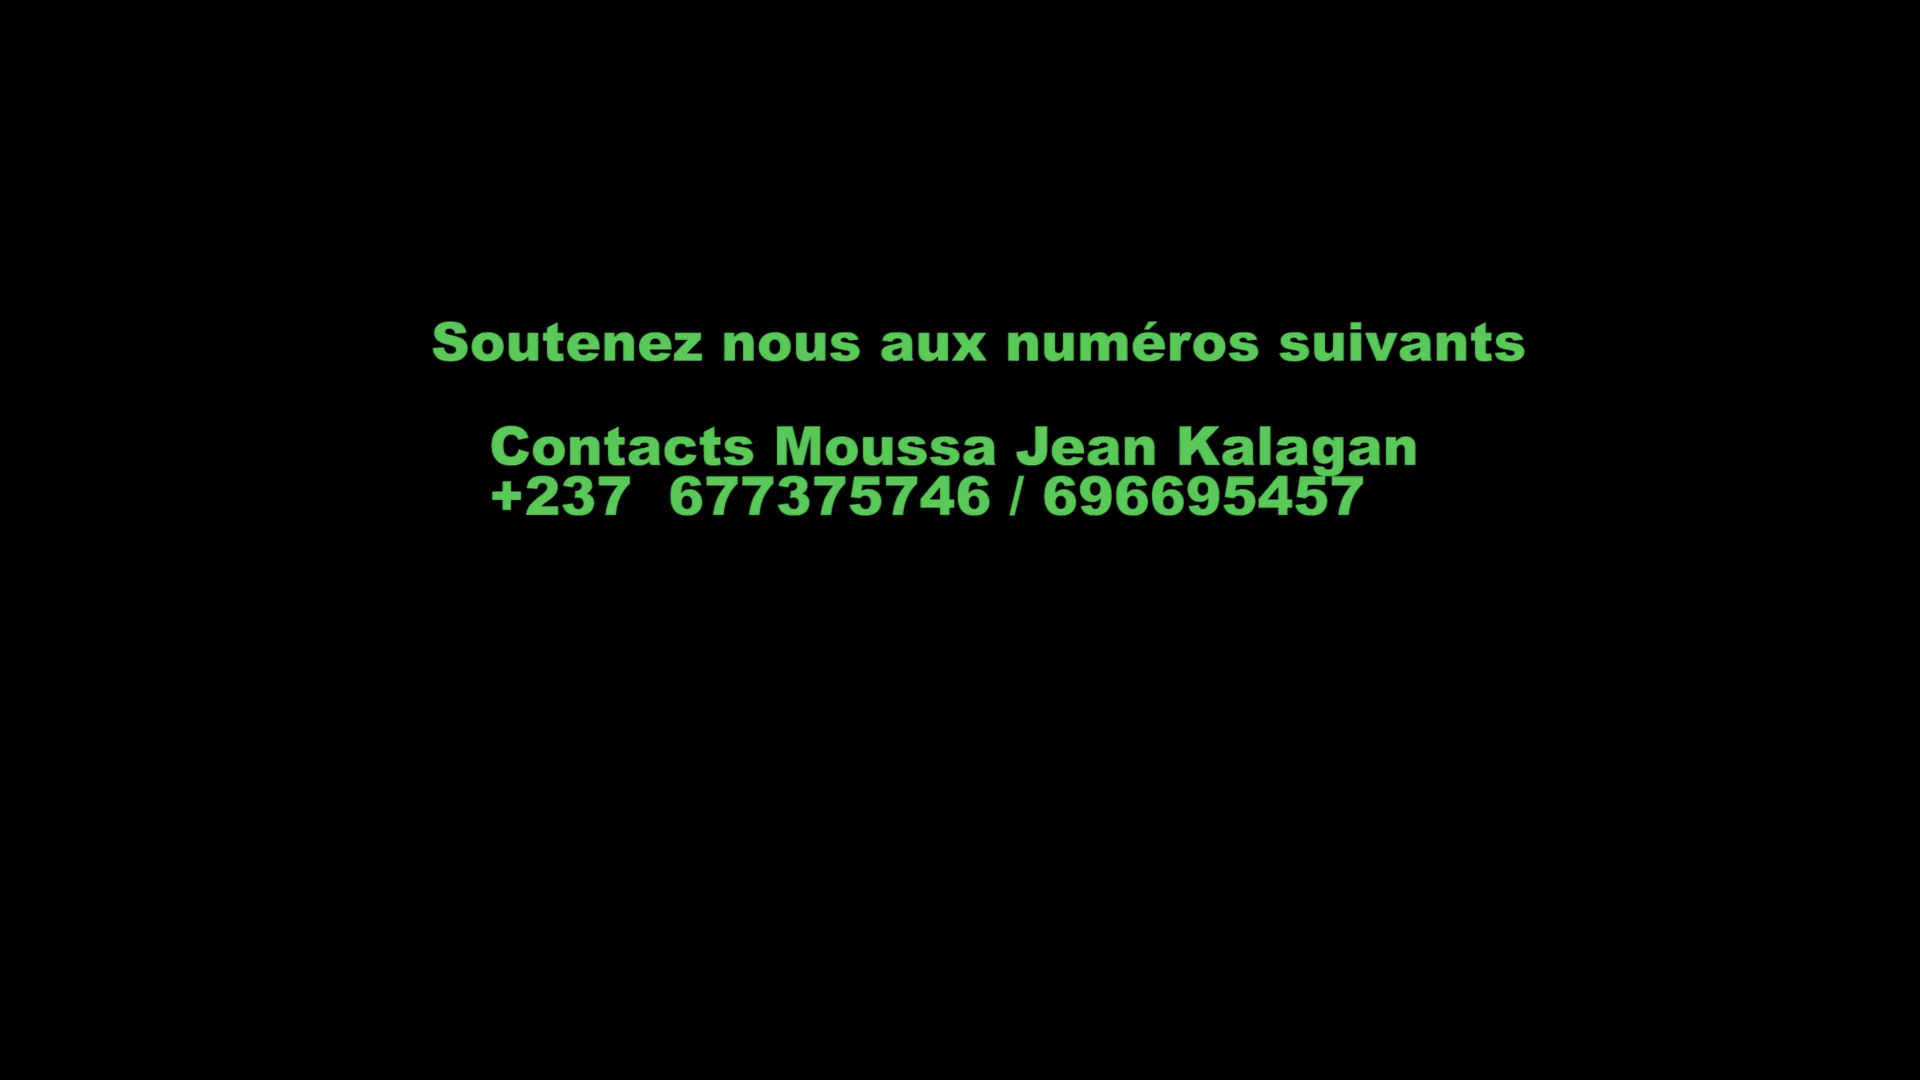 Soutenez nous aux numéros suivants
Contacts Moussa Jean Kalagan
+237  677375746 / 696695457